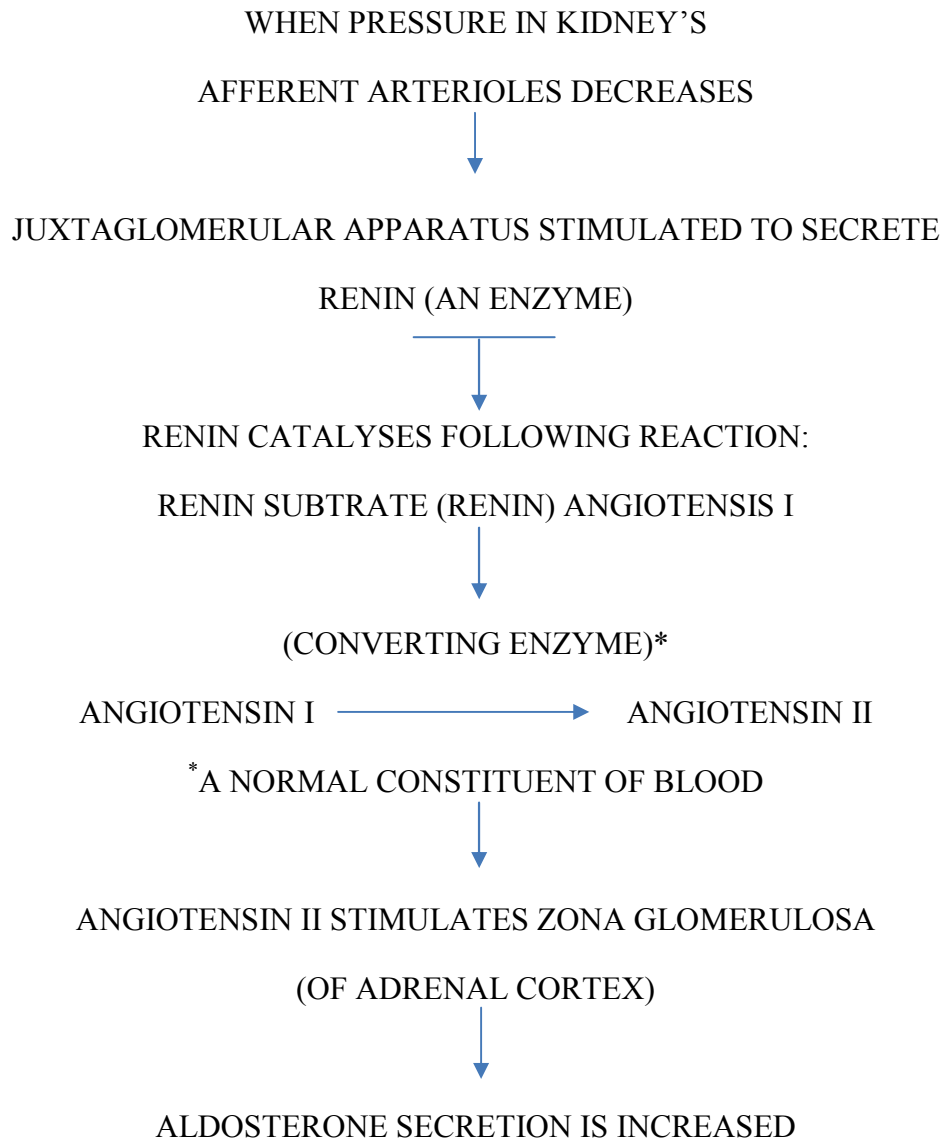 WHEN PRESSURE IN KIDNEY’S
AFFERENT ARTERIOLES DECREASES
JUXTAGLOMERULAR APPARATUS STIMULATED TO SECRETE
RENIN (AN ENZYME)
RENIN CATALYSES FOLLOWING REACTION:
RENIN SUBTRATE (RENIN) ANGIOTENSIS I
(CONVERTING ENZYME)*
ANGIOTENSIN I ANGIOTENSIN II
*A NORMAL CONSTITUENT OF BLOOD
ANGIOTENSIN II STIMULATES ZONA GLOMERULOSA
(OF ADRENAL CORTEX)
ALDOSTERONE SECRETION IS INCREASED